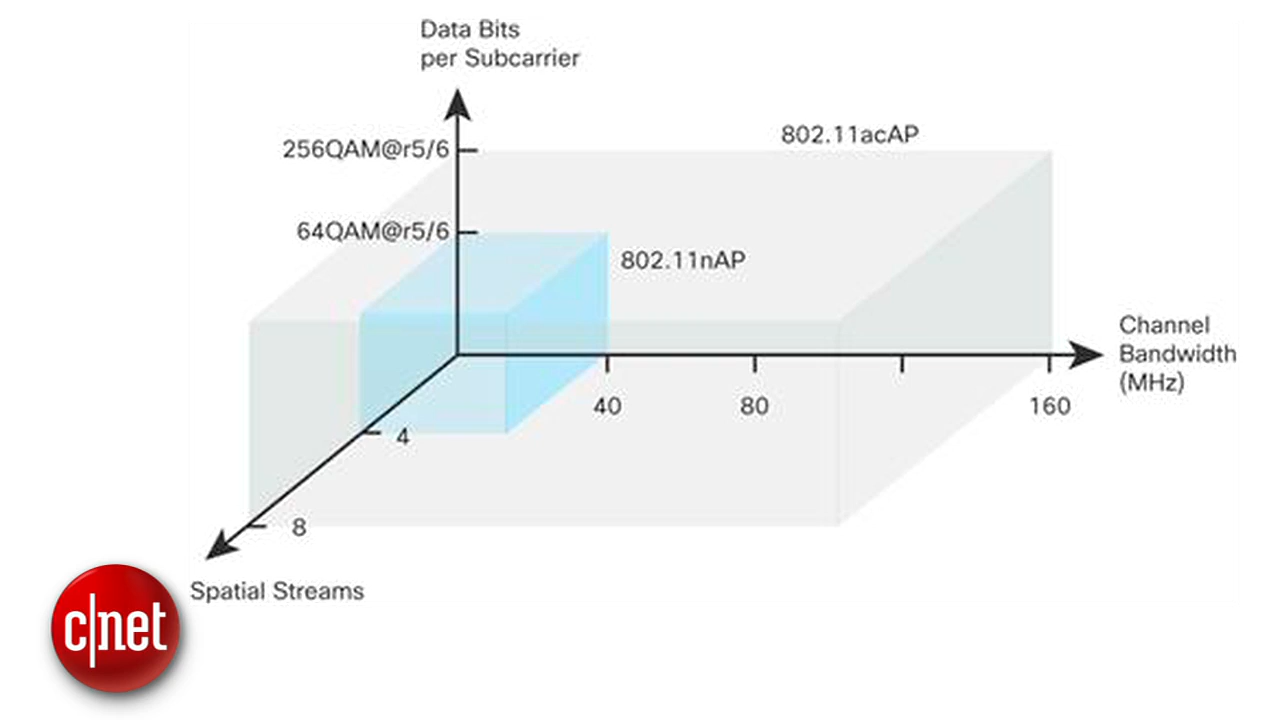 Data Bits
per Subcarrier
802.11acAP
256QAM@r5/6
64QAM@r5/6
802.11nAP
Channel
Bandwidth
(MHz)
40
80
160
4
8
Spatial Streams
c|net